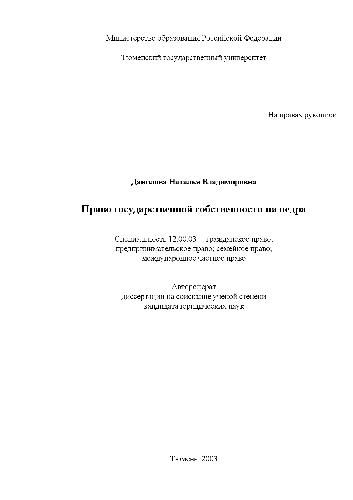 Министерство образования Российской Федерации
Тюменский государственный университет
На правах рукописи
Наталья Владимировна
Право государственной собственности на недра
Специальность 12.00.03 – гражданское право;
предпринимательское право; семейное право;
международное частное право
Автореферат
диссертации на соискание ученой степени
кандидата юридических наук
Тюмень 2003